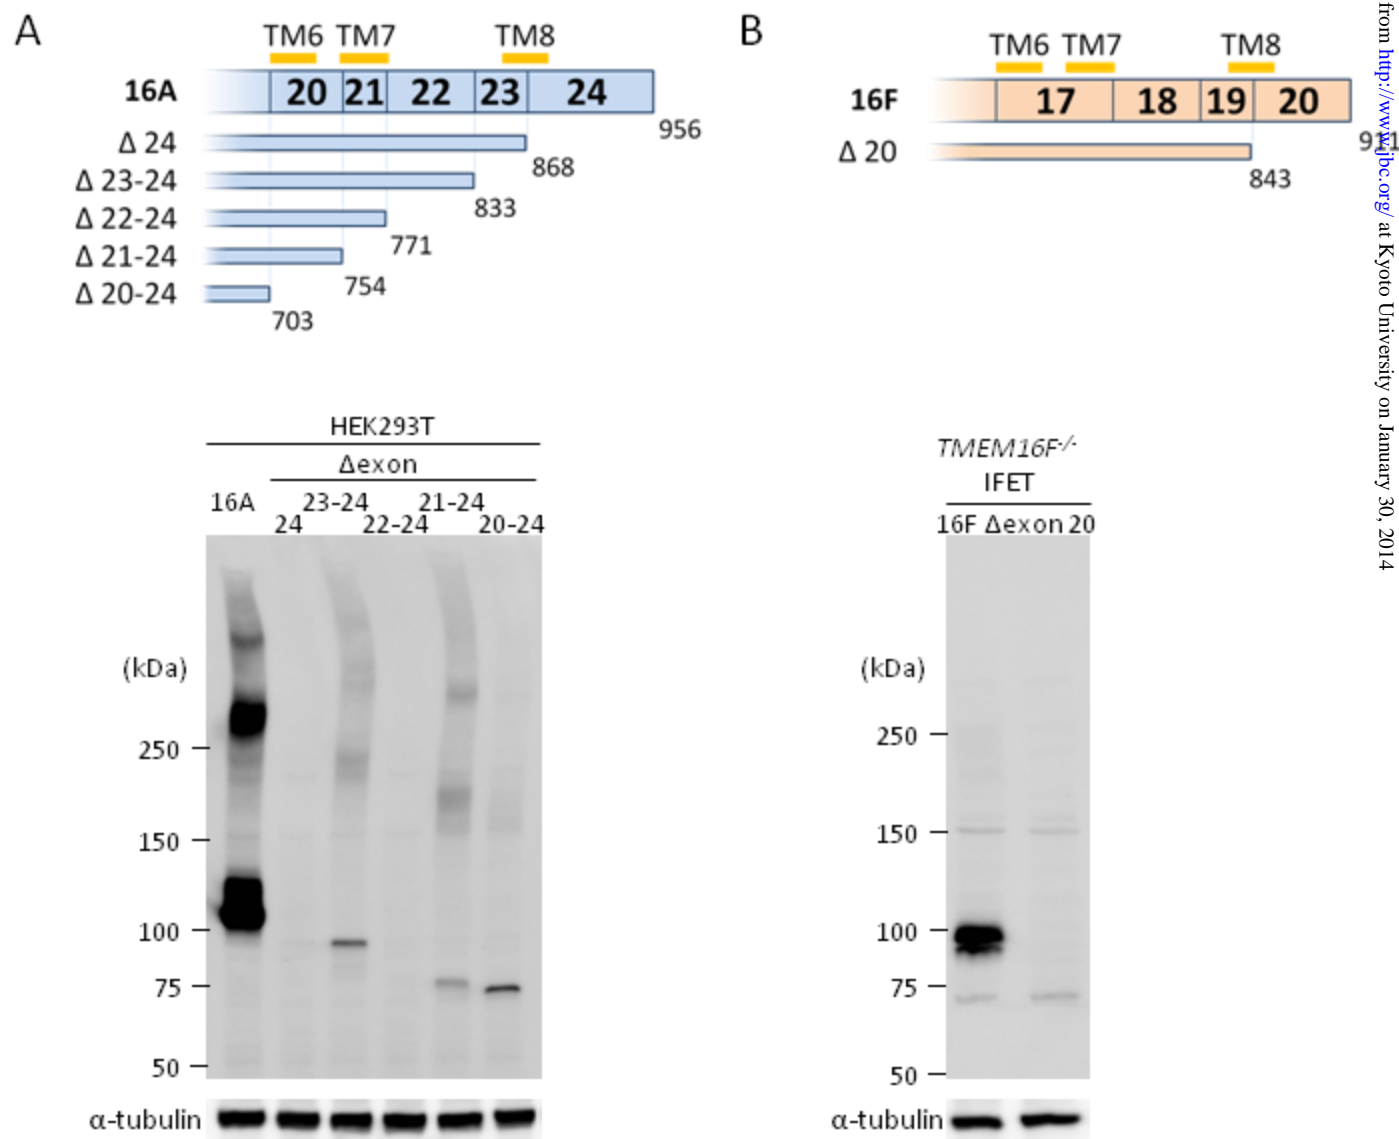 A
TM6 TM7 TM8
16A 20 21 22 23 24
956
Δ 24
868
Δ 23-24
833
Δ 22-24
771
Δ 21-24
754
Δ 20-24
703
HEK293T
Δexon
16A 23-24 21-24
24 22-24 20-24
(kDa)
250
150
100
75
50
α-tubulin
B
TM6 TM7 TM8
16F 17 18 19 20
911
Δ 20
843
TMEM16F-/-
IFET
16F Δexon 20
(kDa)
250
150
100
75
50
α-tubulin
from http://www.jbc.org/ at Kyoto University on January 30, 2014